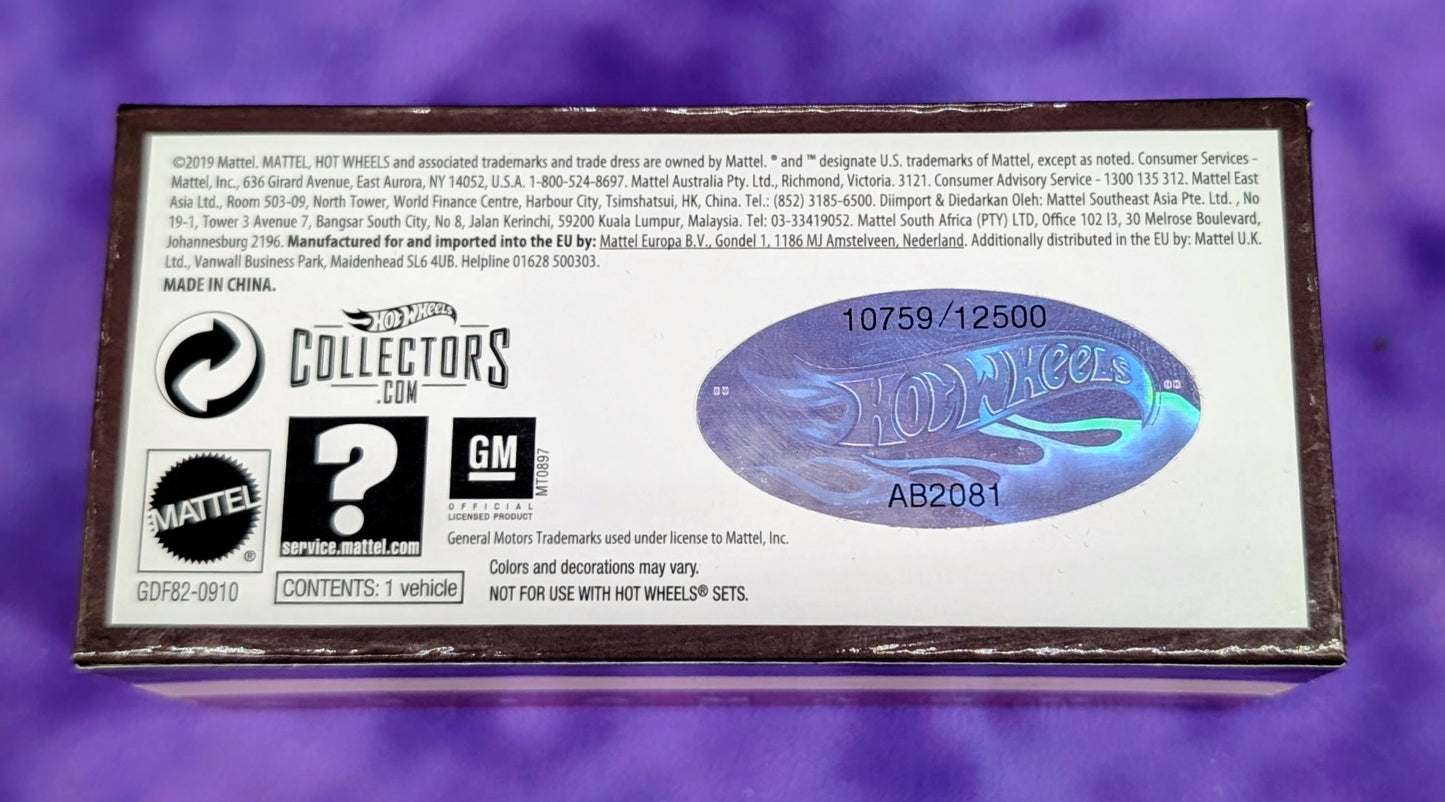 ©2019 Mattel. MATTEL, HOT WHEELS and associated trademarks and trade dress are owned by Mattel. ® and ™ designate U.S. trademarks of Mattel, except as noted. Consumer Services -
Mattel, Inc., 636 Girard Avenue, East Aurora, NY 14052, U.S.A. 1-800-524-8697. Mattel Australia Pty. Ltd., Richmond, Victoria. 3121. Consumer Advisory Service - 1300 135 312. Mattel East
Asia Ltd., Room 503-09, North Tower, World Finance Centre, Harbour City, Tsimshatsui, HK, China. Tel.: (852) 3185-6500. Diimport & Diedarkan Oleh: Mattel Southeast Asia Pte. Ltd. , No
19-1, Tower 3 Avenue 7, Bangsar South City, No 8, Jalan Kerinchi, 59200 Kuala Lumpur, Malaysia. Tel: 03-33419052. Mattel South Africa (PTY) LTD, Office 102 I3, 30 Melrose Boulevard,
Johannesburg 2196. Manufactured for and imported into the EU by: Mattel Europa B.V., Gondel 1, 1186 MJ Amstelveen, Nederland. Additionally distributed in the EU by: Mattel U.K.
Ltd., Vanwall Business Park, Maidenhead SL6 4UB. Helpline 01628 500303.
MADE IN CHINA.
HOT WHEELS
COLLECTORS
.COM
MATTEL
®
GDF82-0910
?
service.mattel.com
CONTENTS: 1 vehicle
GM
MT0897
OFFICIAL
LICENSED PRODUCT
General Motors Trademarks used under license to Mattel, Inc.
Colors and decorations may vary.
NOT FOR USE WITH HOT WHEELS® SETS.
10759/12500
HOT WHEELS
AB2081